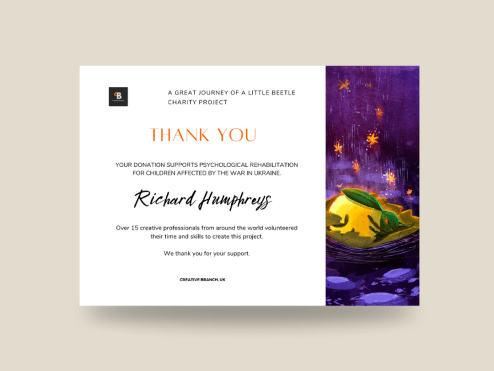 A GREAT JOURNEY OF A LITTLE BEETLE
CHARITY PROJECT
THANK YOU
YOUR DONATION SUPPORTS PSYCHOLOGICAL REHABILITATION
FOR CHILDREN AFFECTED BY THE WAR IN UKRAINE.
Richard Humphreys
Over 15 creative professionals from around the world volunteered
their time and skills to create this project.
We thank you for your support.
CREATIVEBRANCH.UK